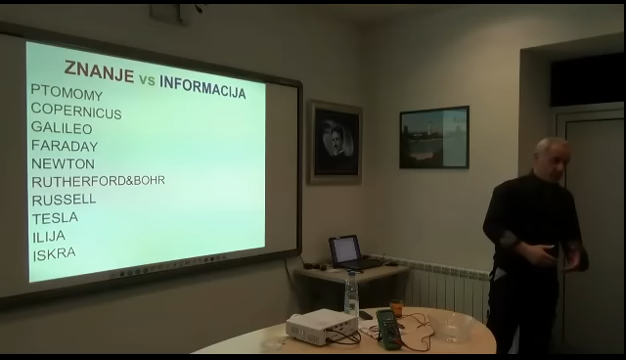 ZNANJE vs INFORMACIJA
PTOMOMY
COPERNICUS
GALILEO
FARADAY
NEWTON
RUTHERFORD&BOHR
RUSSELL
TESLA
ILIJA
ISKRA